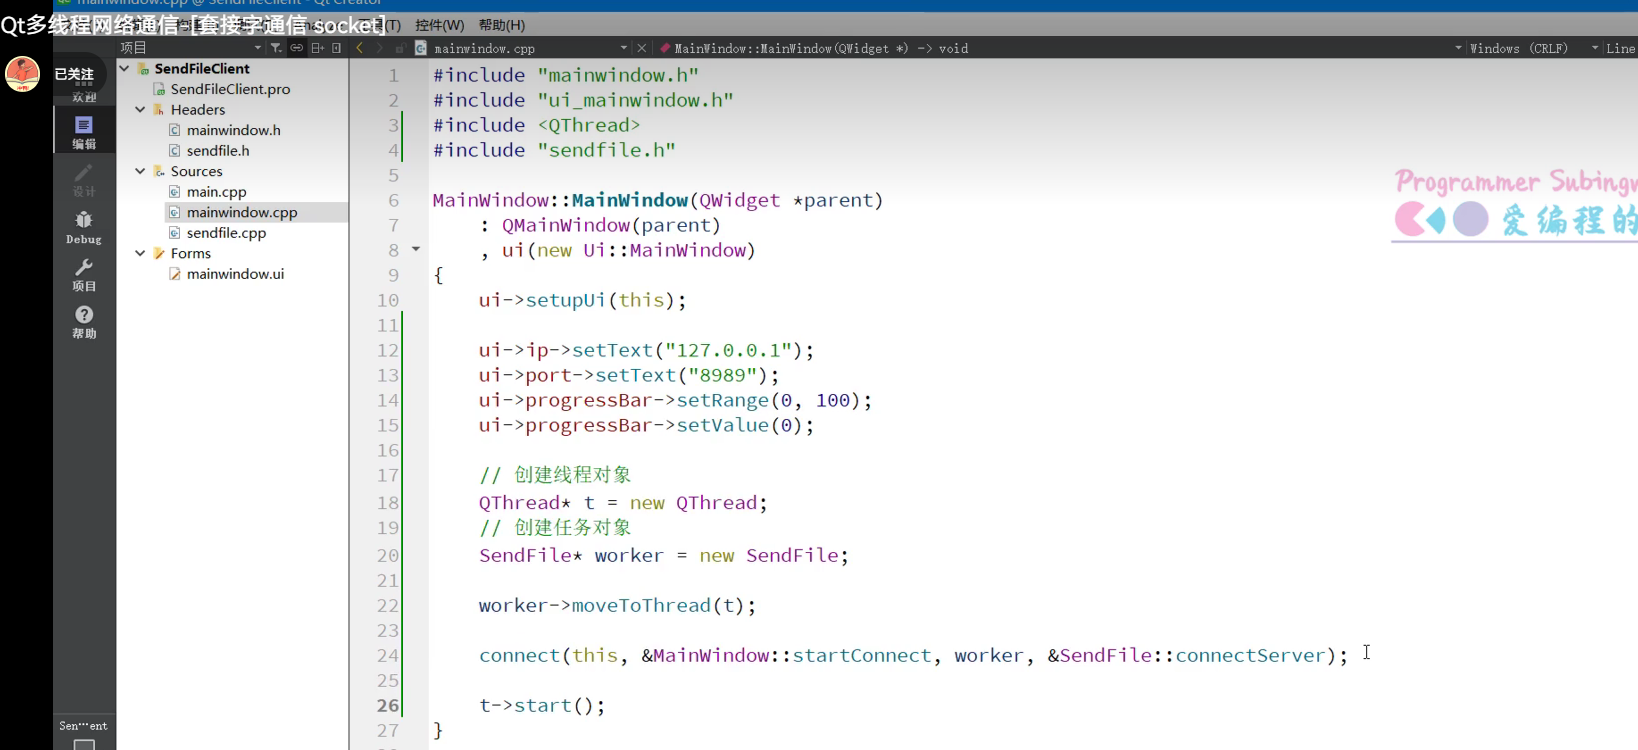 mainwindow.cpp @ SendFileClient - Qt Creator
Qt多线程网络通信-[套接字通信 socket]
(T) 控件(W) 帮助(H)
项目
mainwindow.cpp
MainWindow::MainWindow(QWidget *) -> void
Windows (CRLF)
Line
已关注
欢迎
编辑
设计
Debug
项目
帮助
Sen···ent
SendFileClient
SendFileClient.pro
Headers
mainwindow.h
sendfile.h
Sources
main.cpp
mainwindow.cpp
sendfile.cpp
Forms
mainwindow.ui
Programmer Subingw
爱编程的
1 #include "mainwindow.h"
2 #include "ui_mainwindow.h"
3 #include <QThread>
4 #include "sendfile.h"
5
6 MainWindow::MainWindow(QWidget *parent)
7 : QMainWindow(parent)
8 , ui(new Ui::MainWindow)
9 {
10 ui->setupUi(this);
11
12 ui->ip->setText("127.0.0.1");
13 ui->port->setText("8989");
14 ui->progressBar->setRange(0, 100);
15 ui->progressBar->setValue(0);
16
17 // 创建线程对象
18 QThread* t = new QThread;
19 // 创建任务对象
20 SendFile* worker = new SendFile;
21
22 worker->moveToThread(t);
23
24 connect(this, &MainWindow::startConnect, worker, &SendFile::connectServer);
25
26 t->start();
27 }